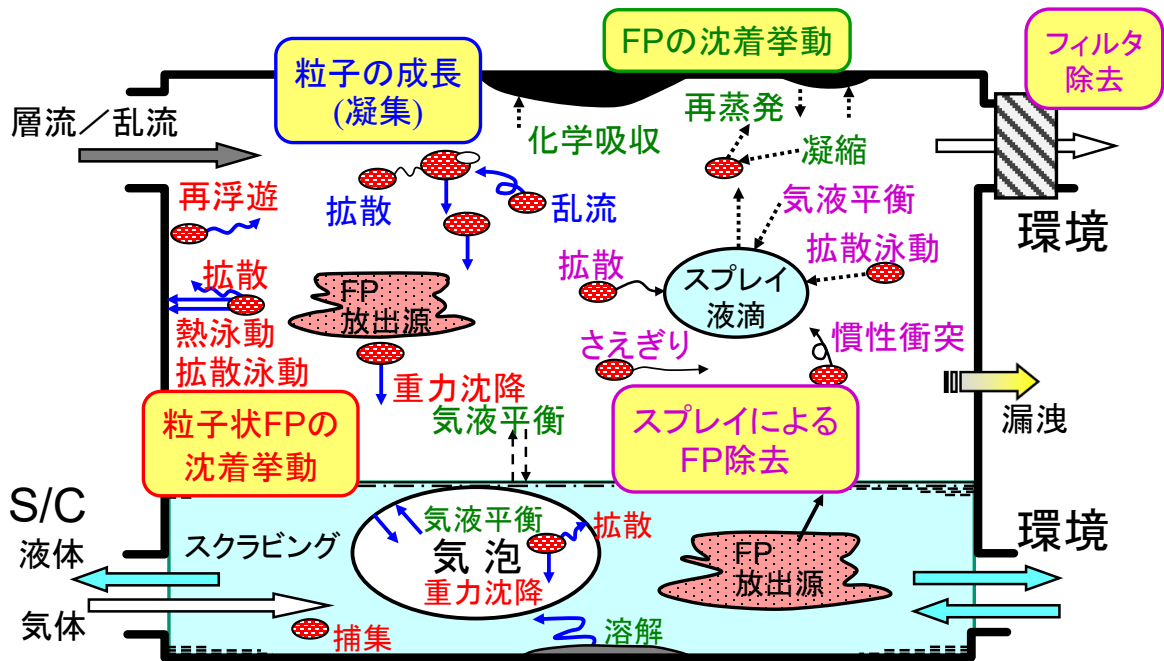 FPの沈着挙動
フィルタ
除去
粒子の成長
(凝集)
層流／乱流
化学吸収
再蒸発
凝縮
拡散
乱流
再浮遊
気液平衡
環境
拡散泳動
拡散
拡散
スプレイ
液滴
FP
放出源
熱泳動
拡散泳動
さえぎり
慣性衝突
重力沈降
漏洩
粒子状FPの
沈着挙動
気液平衡
スプレイによる
FP除去
S/C
液体
スクラビング
気液平衡
気泡
重力沈降
拡散
FP
放出源
環境
気体
捕集
溶解